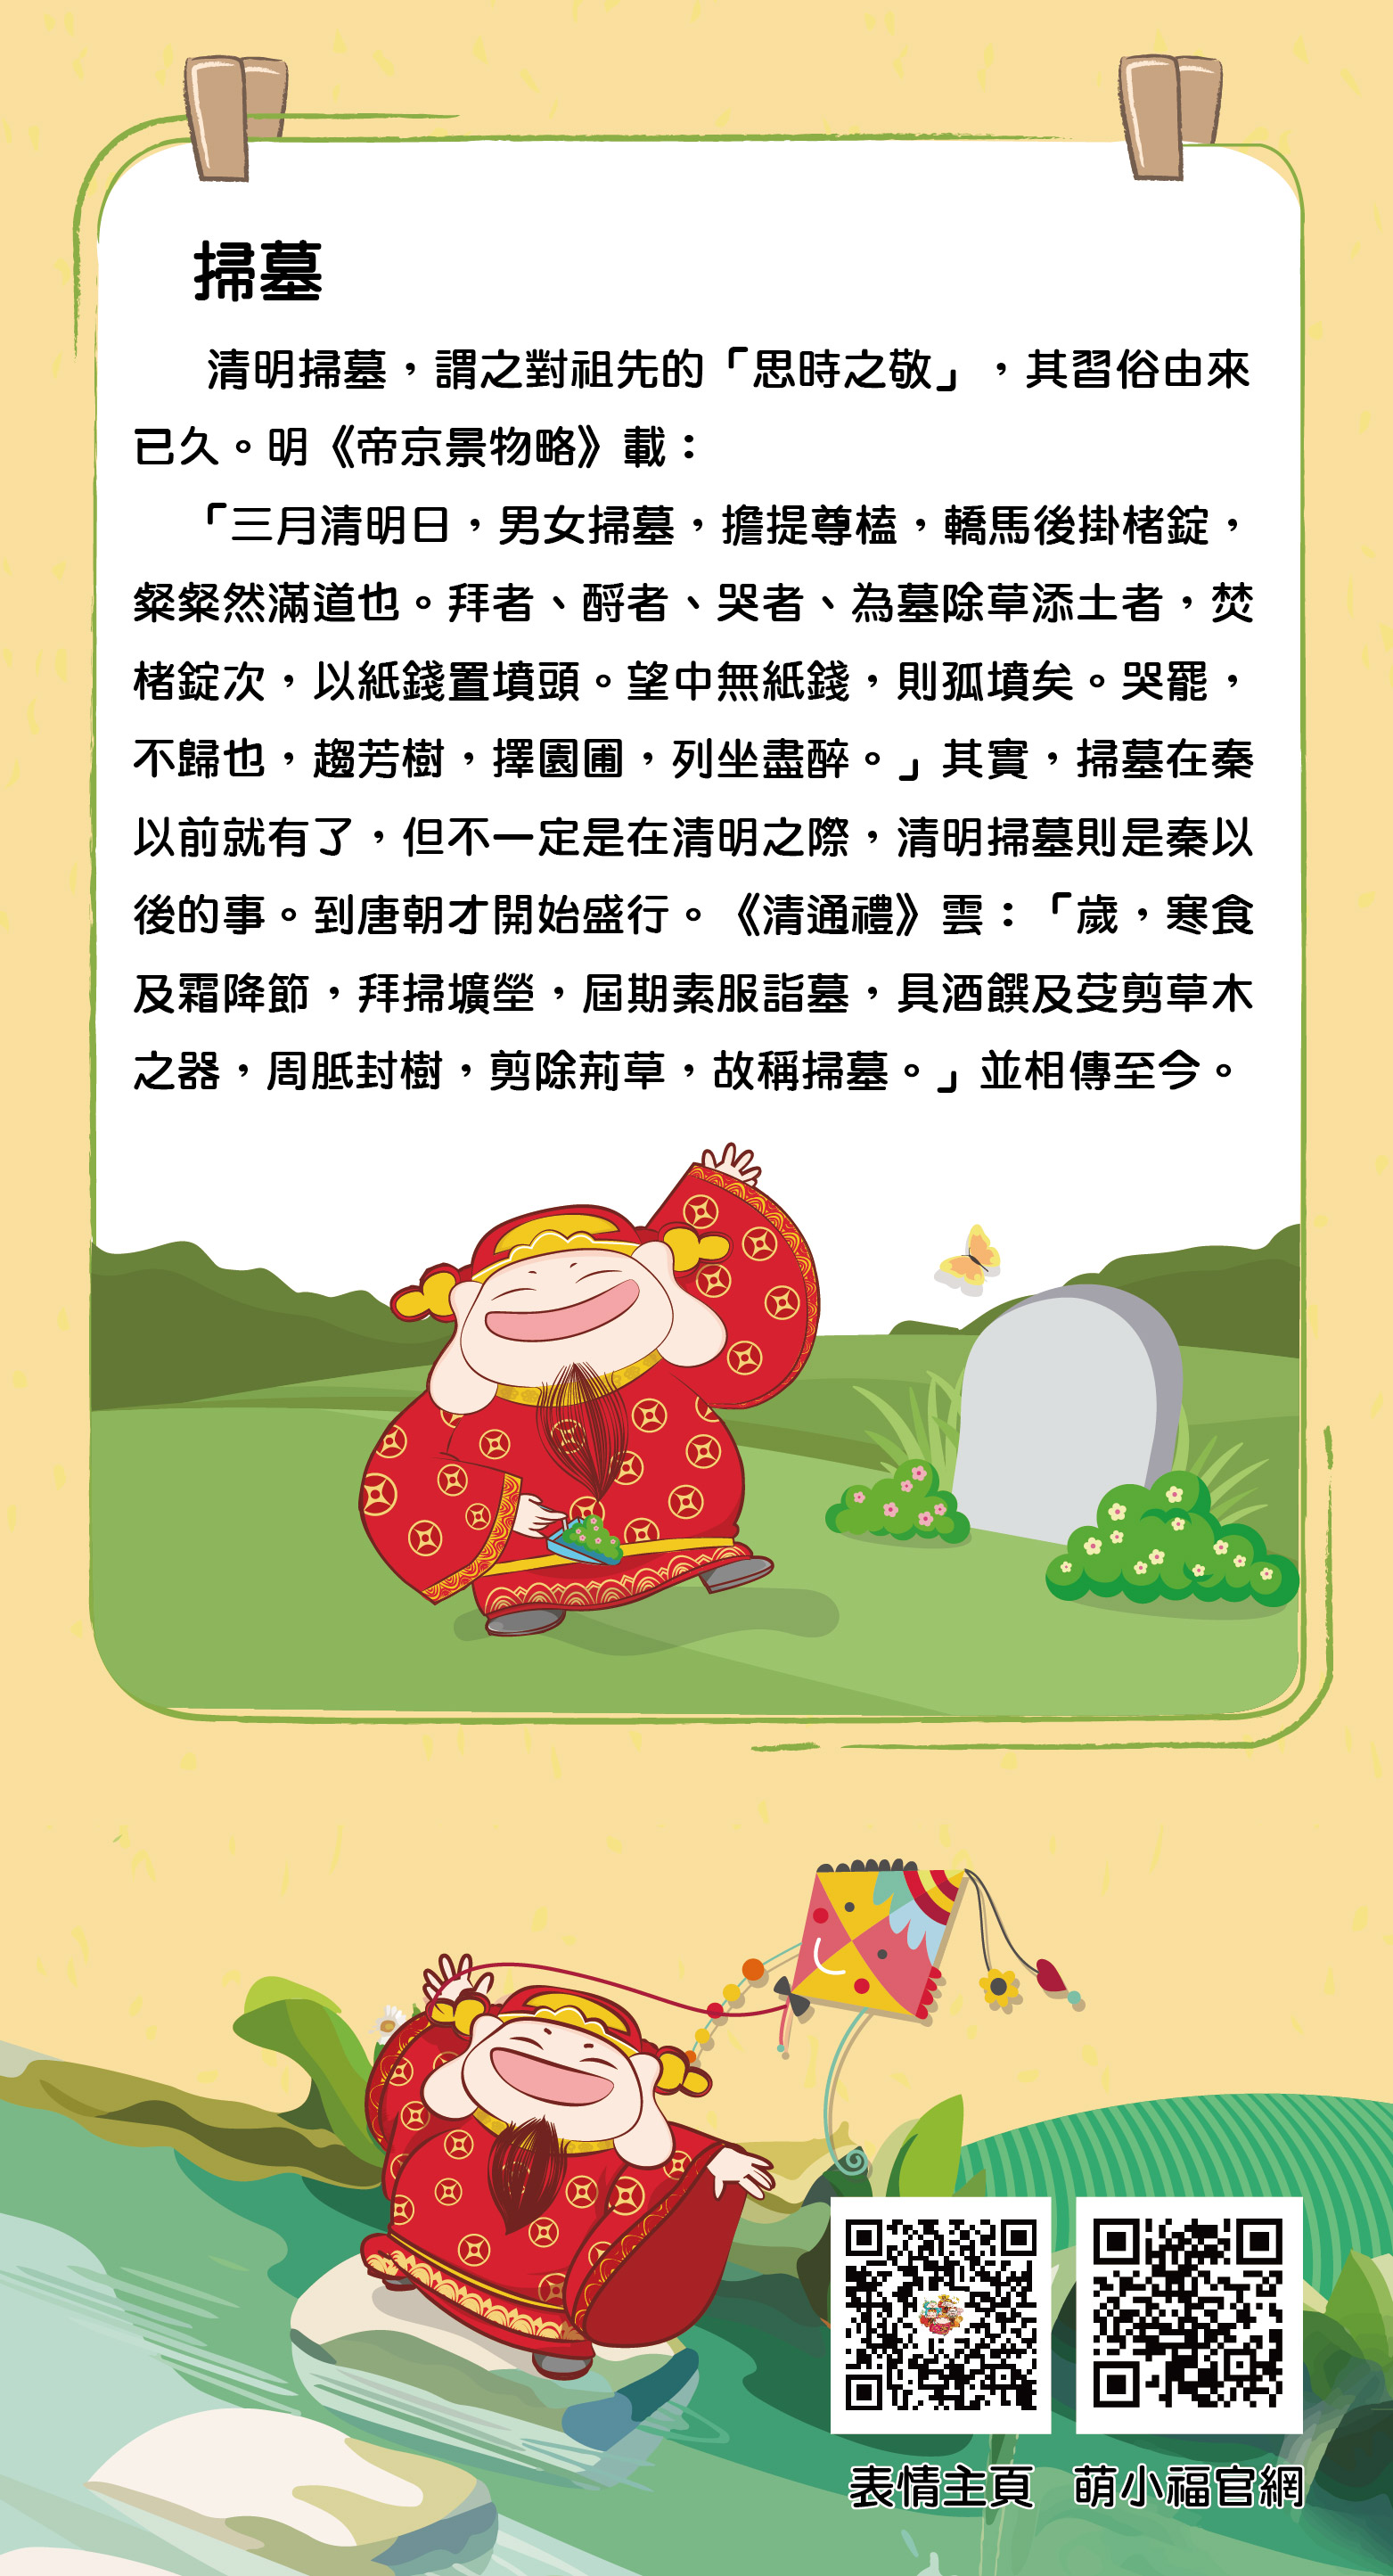 掃墓
清明掃墓，謂之對祖先的「思時之敬」，其習俗由來
已久。明《帝京景物略》載：
「三月清明日，男女掃墓，擔提尊榼，轎馬後掛楮錠，
粲粲然滿道也。拜者、酹者、哭者、為墓除草添土者，焚
楮錠次，以紙錢置墳頭。望中無紙錢，則孤墳矣。哭罷，
不歸也，趨芳樹，擇園圃，列坐盡醉。」其實，掃墓在秦
以前就有了，但不一定是在清明之際，清明掃墓則是秦以
後的事。到唐朝才開始盛行。《清通禮》雲：「歲，寒食
及霜降節，拜掃壙塋，屆期素服詣墓，具酒饌及芟剪草木
之器，周胝封樹，剪除荊草，故稱掃墓。」並相傳至今。
表情主頁 萌小福官網